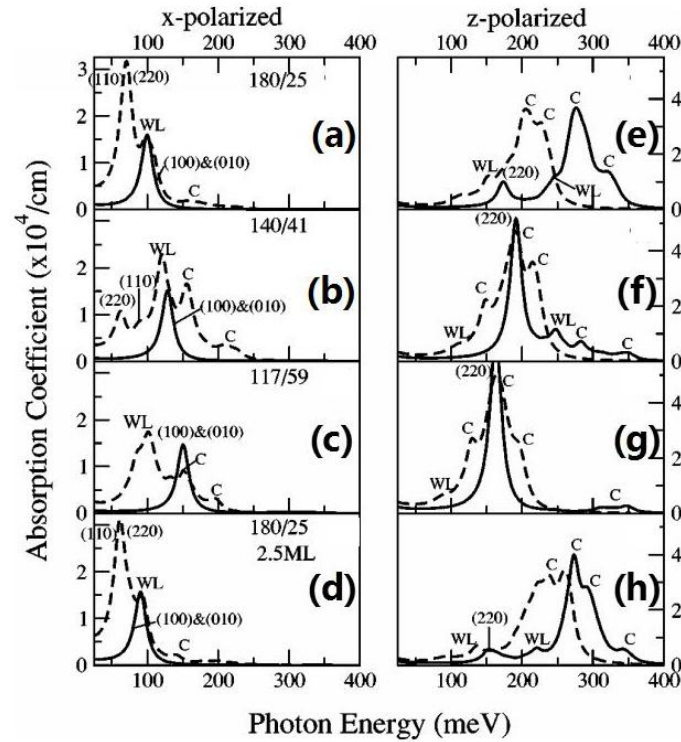 x-polarized
z-polarized
100 200 300 400
100 200 300 400
Absorption Coefficient (x10⁴/cm)
3
2
1
0
(110)
(220)
180/25
WL
(a)
(100)&(010)
C
2
1
0
140/41
WL
(110)
(220)
C
(b)
(100)&(010)
C
2
1
0
117/59
WL
(100)&(010)
(c)
C
2
1
0
(110)
(220)
180/25
2.5ML
WL
(d)
(100)&(010)
C
100 200 300 400
C
C
(e)
C
WL
(220)
WL
4
2
0
(220)
C
C
C
(f)
WL
WL
C
C
4
2
0
(220)
C
C
C
(g)
WL
C
4
2
0
C
C
C
(h)
(220)
WL
WL
C
4
2
0
100 200 300 400
Photon Energy (meV)